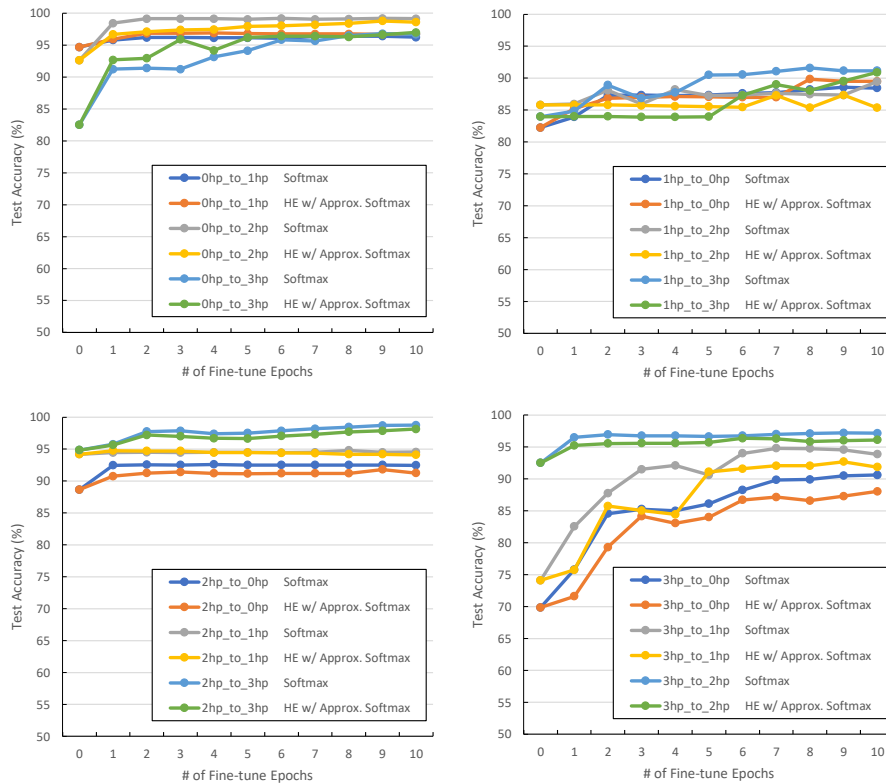 Test Accuracy (%)
100
95
90
85
80
75
70
65
60
55
50
0hp_to_1hp Softmax
0hp_to_1hp HE w/ Approx. Softmax
0hp_to_2hp Softmax
0hp_to_2hp HE w/ Approx. Softmax
0hp_to_3hp Softmax
0hp_to_3hp HE w/ Approx. Softmax
0 1 2 3 4 5 6 7 8 9 10
# of Fine-tune Epochs
Test Accuracy (%)
100
95
90
85
80
75
70
65
60
55
50
1hp_to_0hp Softmax
1hp_to_0hp HE w/ Approx. Softmax
1hp_to_2hp Softmax
1hp_to_2hp HE w/ Approx. Softmax
1hp_to_3hp Softmax
1hp_to_3hp HE w/ Approx. Softmax
0 1 2 3 4 5 6 7 8 9 10
# of Fine-tune Epochs
Test Accuracy (%)
100
95
90
85
80
75
70
65
60
55
50
2hp_to_0hp Softmax
2hp_to_0hp HE w/ Approx. Softmax
2hp_to_1hp Softmax
2hp_to_1hp HE w/ Approx. Softmax
2hp_to_3hp Softmax
2hp_to_3hp HE w/ Approx. Softmax
0 1 2 3 4 5 6 7 8 9 10
# of Fine-tune Epochs
Test Accuracy (%)
100
95
90
85
80
75
70
65
60
55
50
3hp_to_0hp Softmax
3hp_to_0hp HE w/ Approx. Softmax
3hp_to_1hp Softmax
3hp_to_1hp HE w/ Approx. Softmax
3hp_to_2hp Softmax
3hp_to_2hp HE w/ Approx. Softmax
0 1 2 3 4 5 6 7 8 9 10
# of Fine-tune Epochs